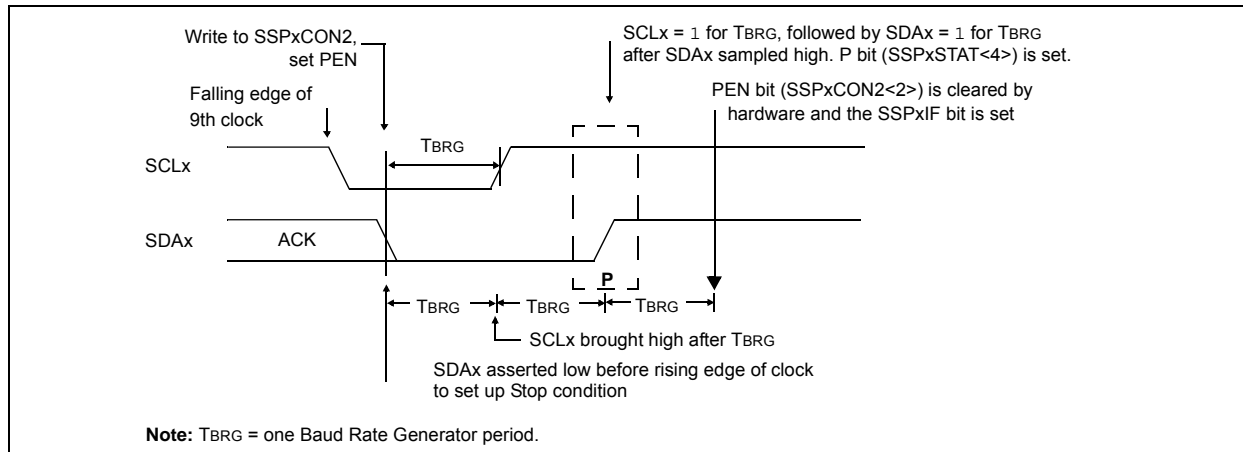 Write to SSPxCON2,
set PEN
SCLx = 1 for TBRG, followed by SDAx = 1 for TBRG
after SDAx sampled high. P bit (SSPxSTAT<4>) is set.
Falling edge of
9th clock
PEN bit (SSPxCON2<2>) is cleared by
hardware and the SSPxIF bit is set
TBRG
SCLx
SDAx
ACK
P
TBRG
TBRG
TBRG
SCLx brought high after TBRG
SDAx asserted low before rising edge of clock
to set up Stop condition
Note: TBRG = one Baud Rate Generator period.